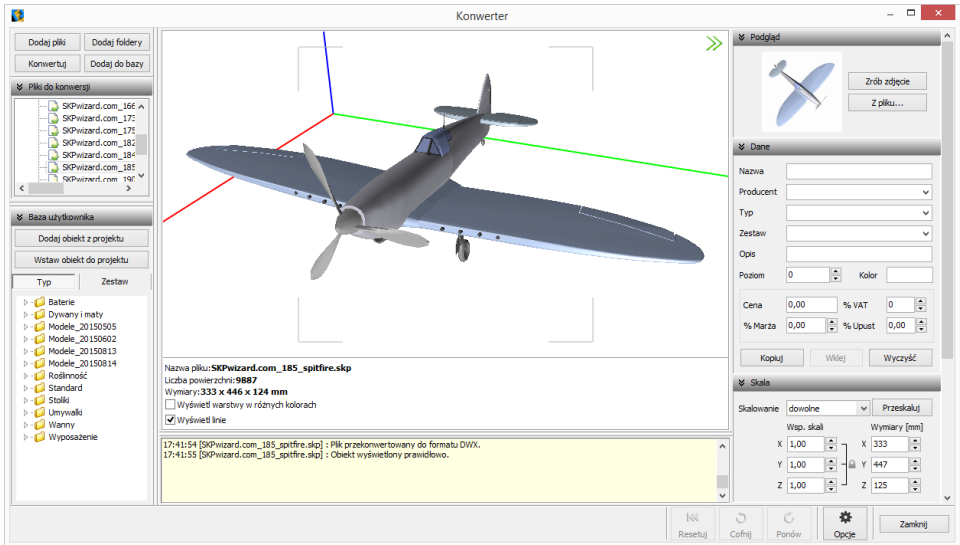 Konwerter
Dodaj pliki
Dodaj foldery
Konwertuj
Dodaj do bazy
Pliki do konwersji
SKPwizard.com_166
SKPwizard.com_173
SKPwizard.com_175
SKPwizard.com_182
SKPwizard.com_184
SKPwizard.com_185
SKPwizard.com_190
Baza użytkownika
Dodaj obiekt z projektu
Wstaw obiekt do projektu
Typ
Zestaw
Baterie
Dywany i maty
Modele_20150505
Modele_20150602
Modele_20150813
Modele_20150814
Roślinność
Standard
Stoliki
Umywalki
Wanny
Wyposażenie
Nazwa pliku:SKPwizard.com_185_spitfire.skp
Liczba powierzchni:9887
Wymiary:333 x 446 x 124 mm
Wyświetl warstwy w różnych kolorach
Wyświetl linie
17:41:54 [SKPwizard.com_185_spitfire.skp] : Plik przekonwertowany do formatu DWX.
17:41:55 [SKPwizard.com_185_spitfire.skp] : Obiekt wyświetlony prawidłowo.
Podgląd
Zrób zdjęcie
Z pliku...
Dane
Nazwa
Producent
Typ
Zestaw
Opis
Poziom 0 Kolor
Cena 0,00 % VAT 0
% Marża 0,00 % Upust 0,00
Kopiuj Wklej Wyczyść
Skala
Skalowanie dowolne Przeskaluj
Wsp. skali Wymiary [mm]
X 1,00 X 333
Y 1,00 Y 447
Z 1,00 Z 125
Resetuj Cofnij Ponów Opcje Zamknij